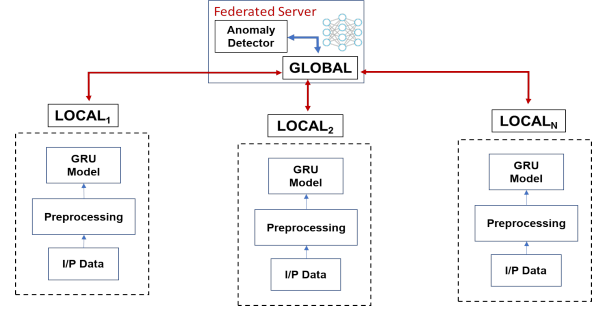 Federated Server
Anomaly
Detector
GLOBAL
LOCAL₁
LOCAL₂
LOCALN
GRU
Model
Preprocessing
I/P Data
GRU
Model
Preprocessing
I/P Data
GRU
Model
Preprocessing
I/P Data